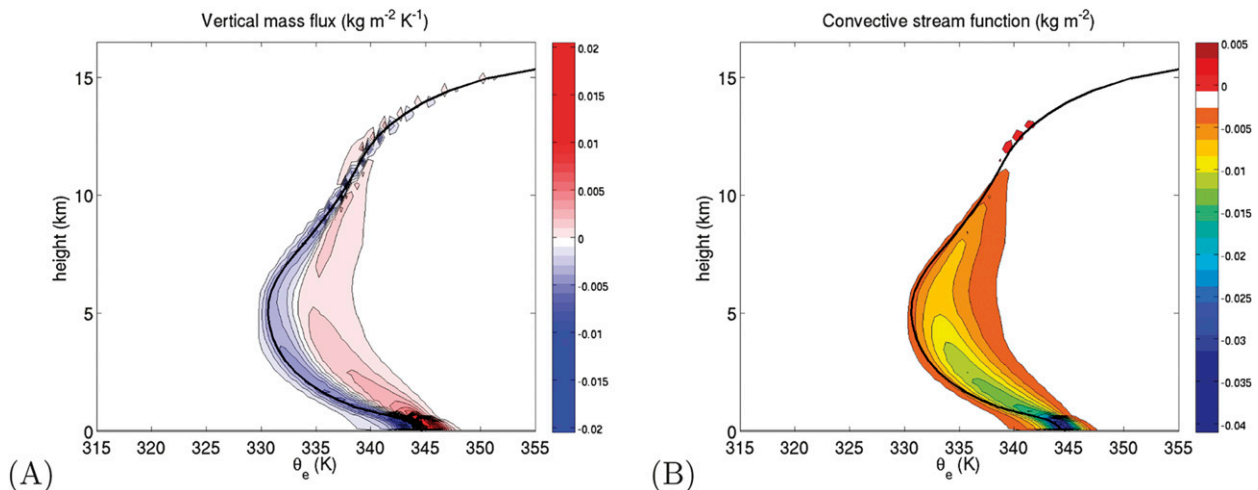 Vertical mass flux (kg m⁻² K⁻¹)
15
10
5
0
height (km)
315 320 325 330 335 340 345 350 355
θe (K)
0.02
0.015
0.01
0.005
0
-0.005
-0.01
-0.015
-0.02
(A)
Convective stream function (kg m⁻²)
15
10
5
0
height (km)
315 320 325 330 335 340 345 350 355
θe (K)
0.005
0
-0.005
-0.01
-0.015
-0.02
-0.025
-0.03
-0.035
-0.04
(B)